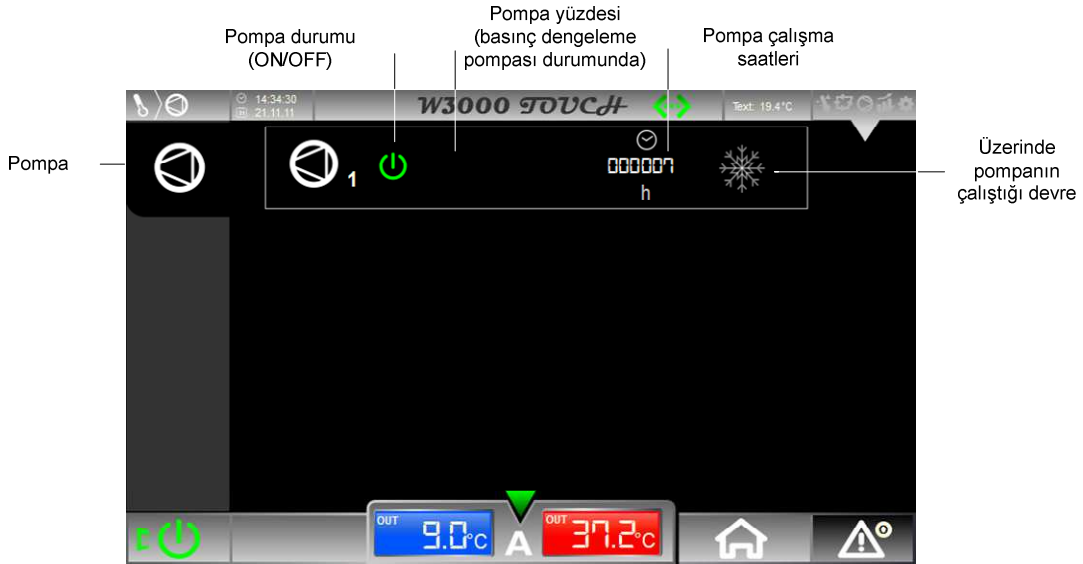 Pompa yüzdesi
(basınç dengeleme
pompası durumunda)
Pompa durumu
(ON/OFF)
Pompa çalışma
saatleri
14:34:30
21.11.11
W3000 TOUCH
Text: 19.4°C
Pompa
1
000007
h
Üzerinde
pompanın
çalıştığı devre
OUT
9.0°C
A
OUT
37.2°C